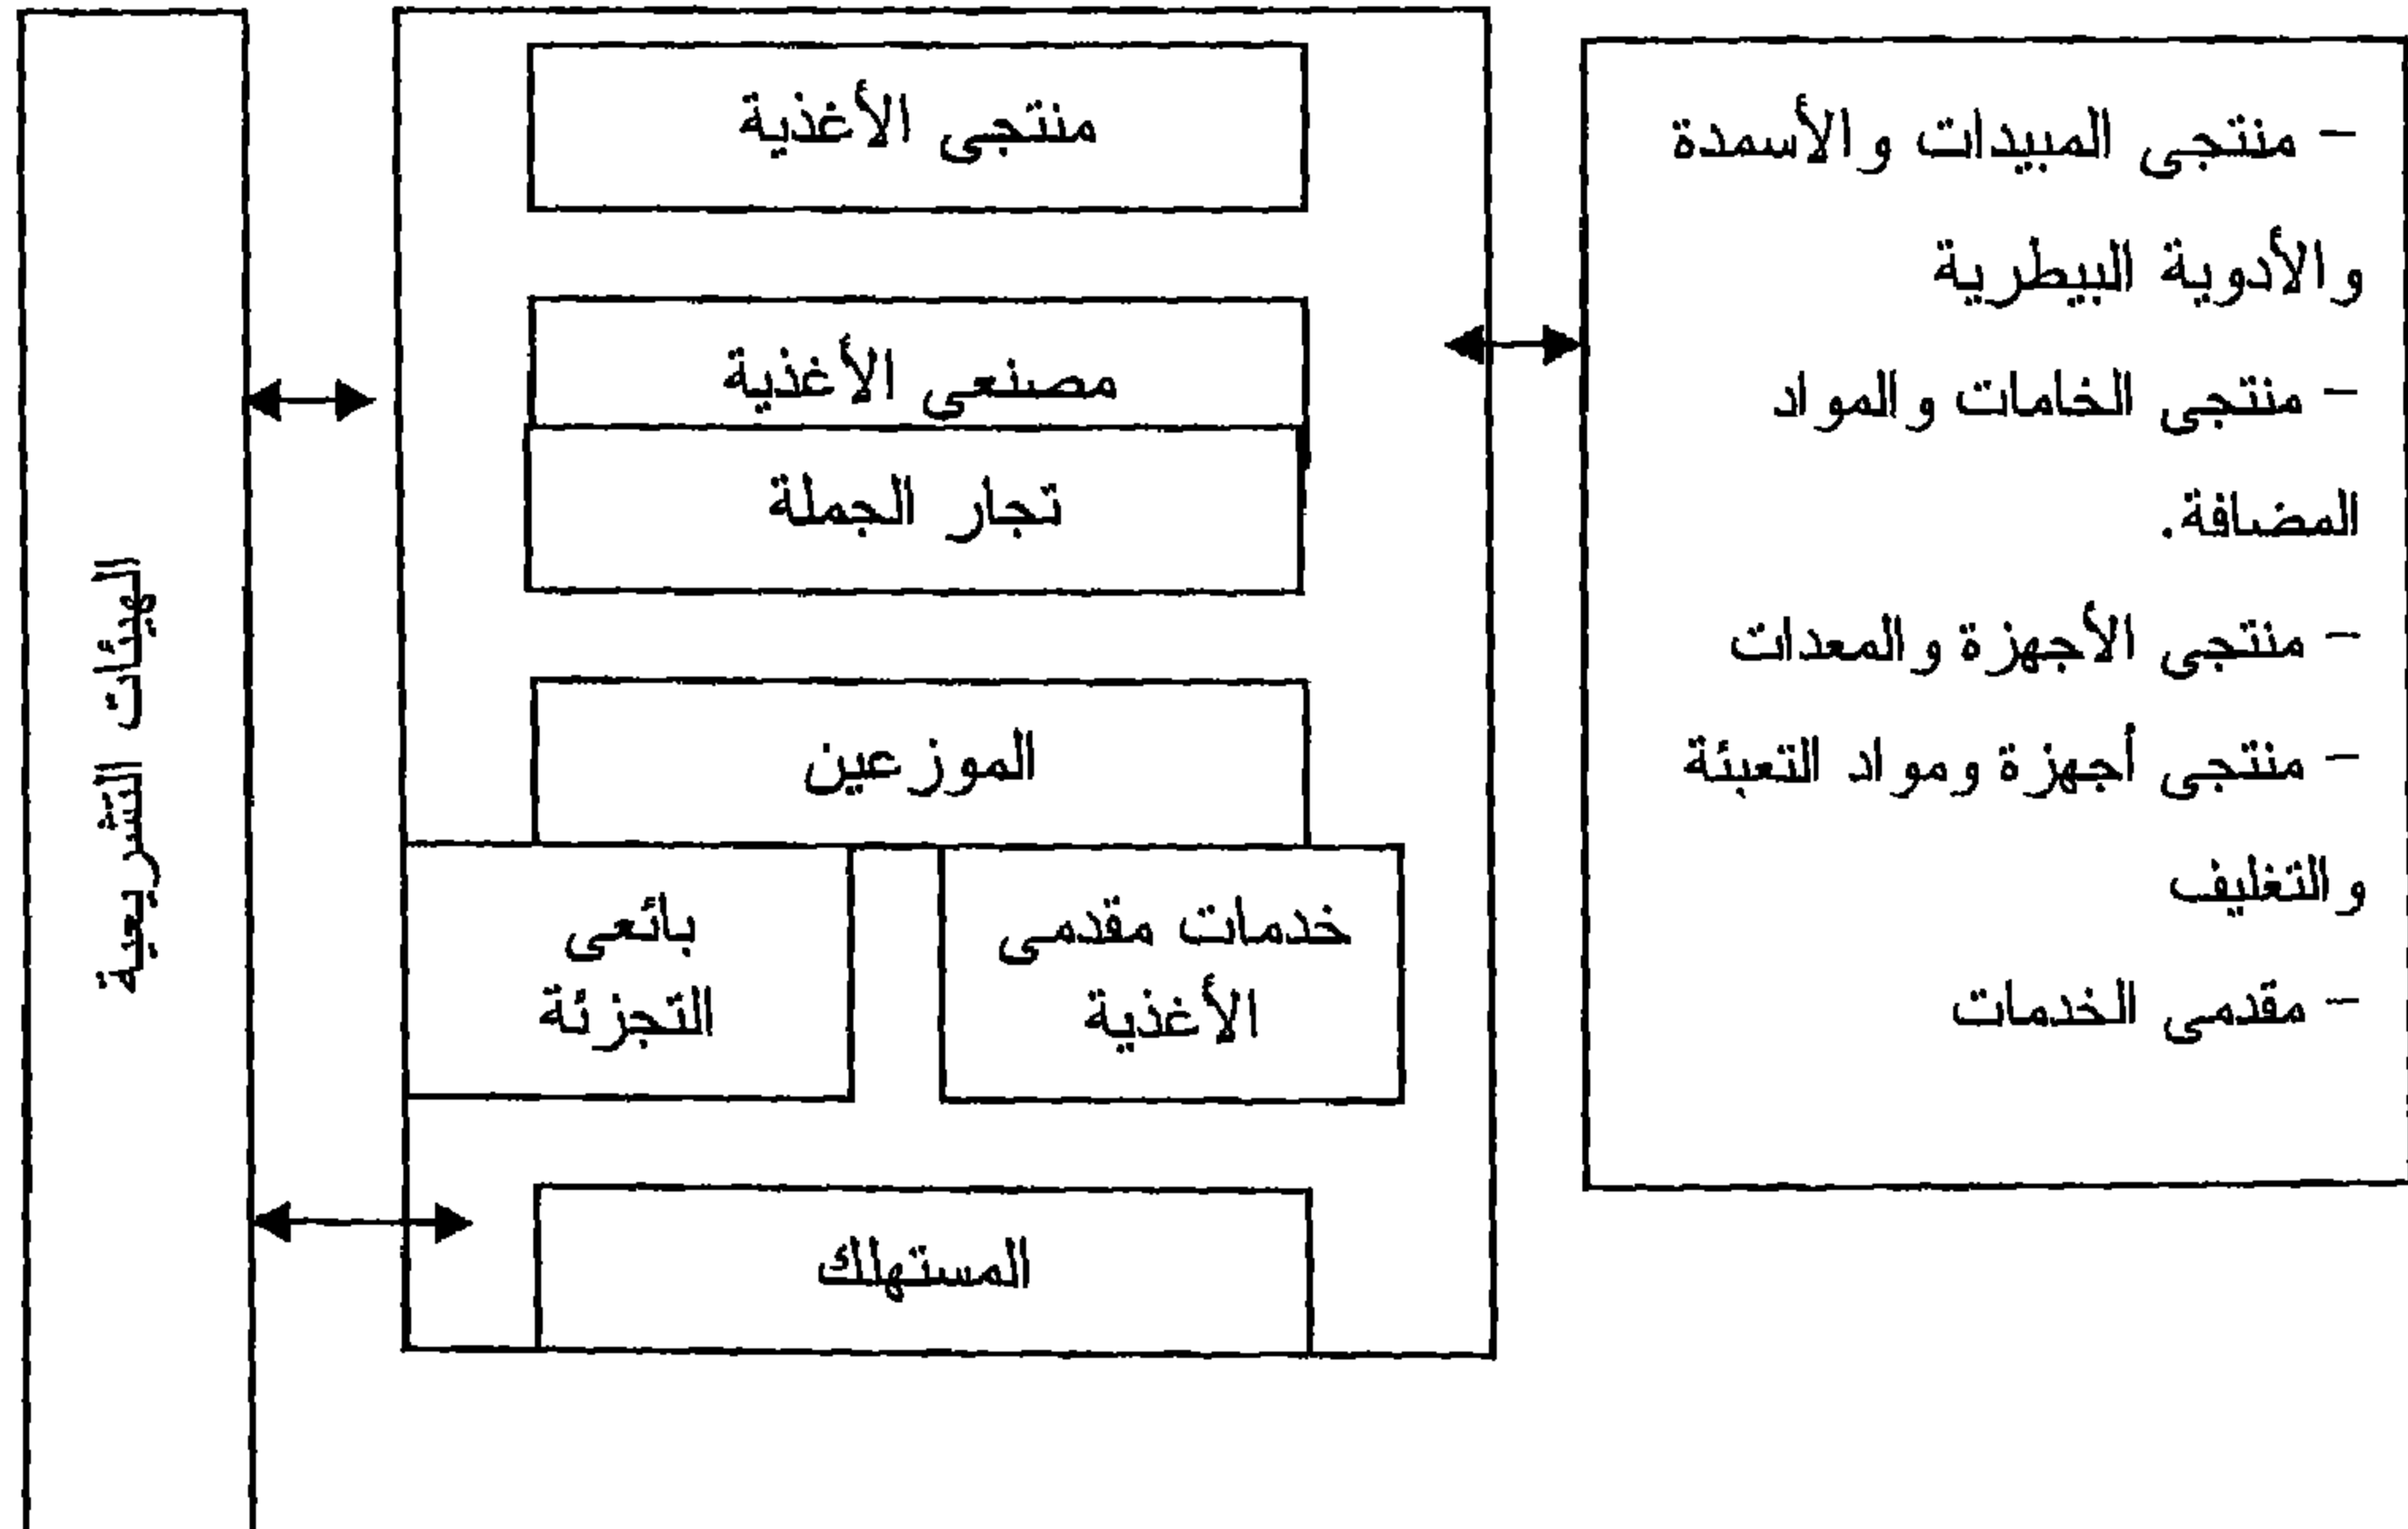 - منتجى المبيدات والأسمدة
والأدوية البيطرية
- منتجى الخامات والمواد
المضافة.
- منتجى الأجهزة والمعدات
- منتجى أجهزة ومواد التعبئة
والتغليف
- مقدمى الخدمات
منتجى الأغذية
مصنعى الأغذية
تجار الجملة
الموزعين
خدمات مقدمى
الأغذية
بائعى
التجزئة
المستهلك
الهيئات التشريعية